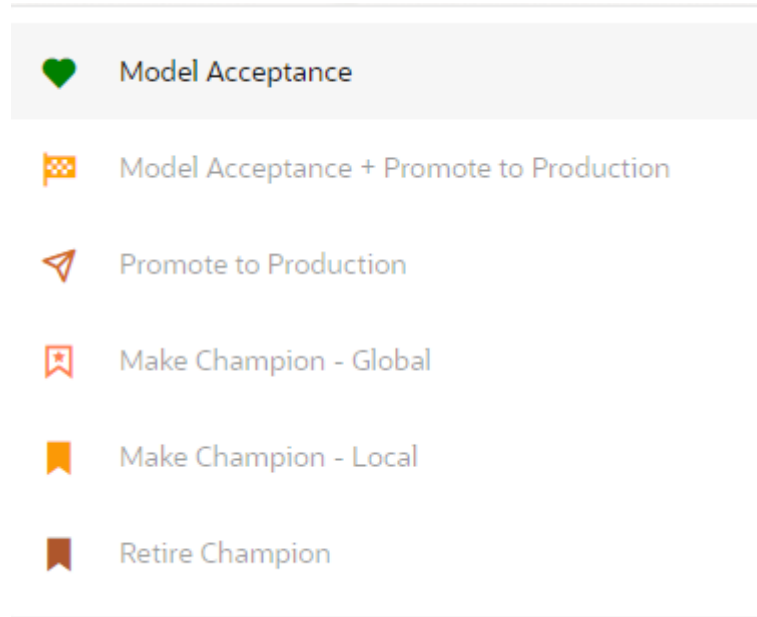 Model Acceptance
Model Acceptance + Promote to Production
Promote to Production
Make Champion - Global
Make Champion - Local
Retire Champion